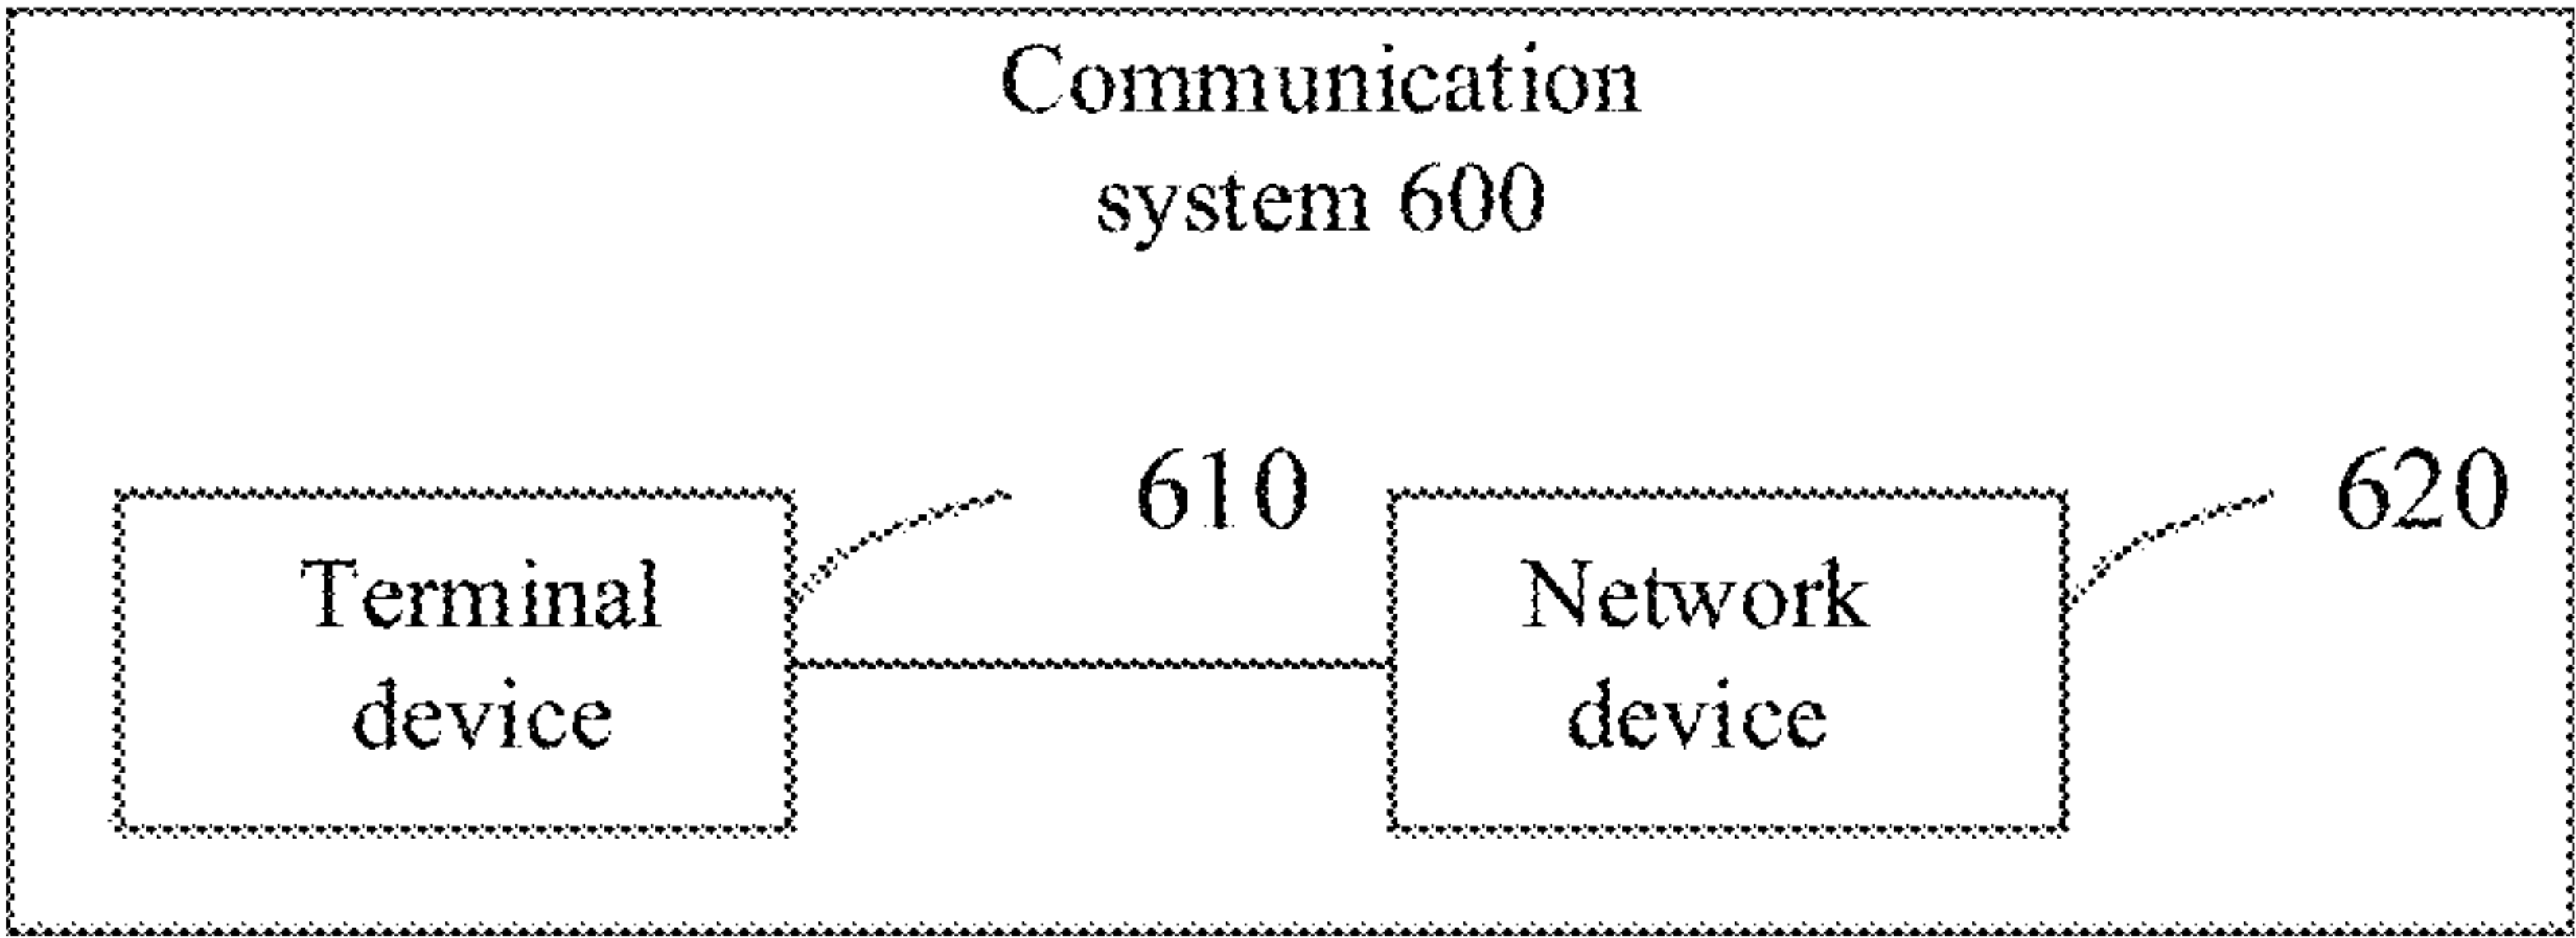 Communication
system 600
610
620
Terminal
device
Network
device